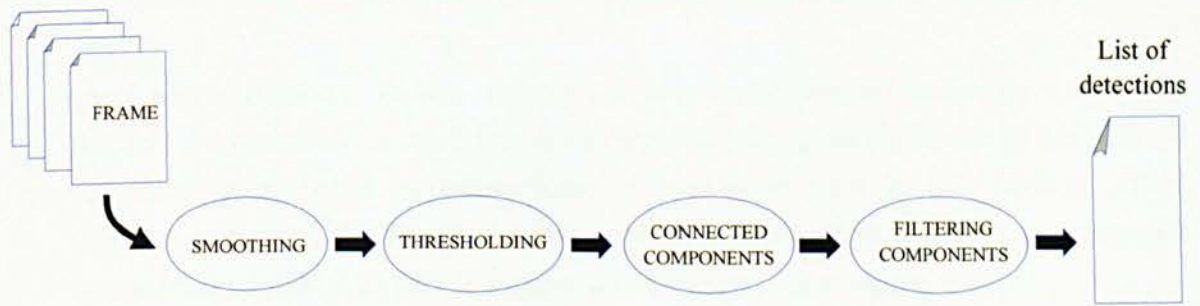 FRAME
SMOOTHING
THRESHOLDING
CONNECTED
COMPONENTS
FILTERING
COMPONENTS
List of
detections